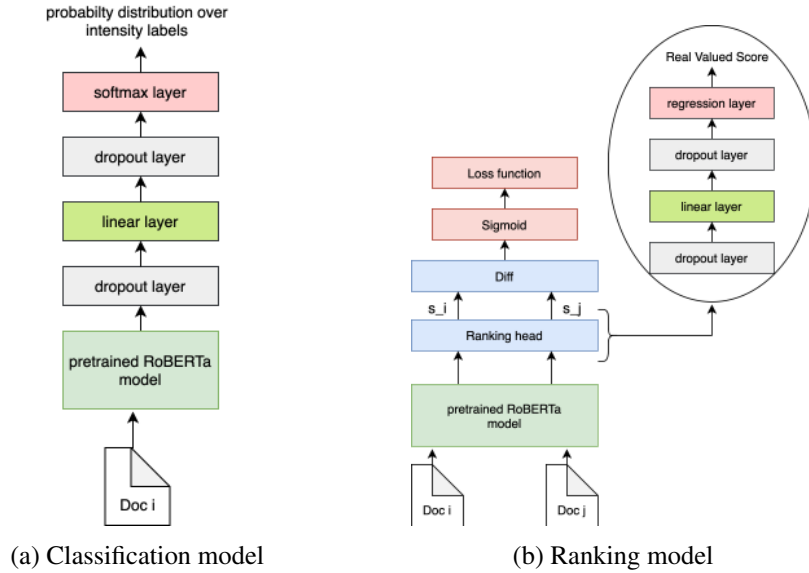 probabilty distribution over
intensity labels
softmax layer
dropout layer
linear layer
dropout layer
pretrained RoBERTa
model
Doc i
(a) Classification model
Real Valued Score
regression layer
dropout layer
linear layer
dropout layer
Loss function
Sigmoid
Diff
s_i
s_j
Ranking head
pretrained RoBERTa
model
Doc i
Doc j
(b) Ranking model